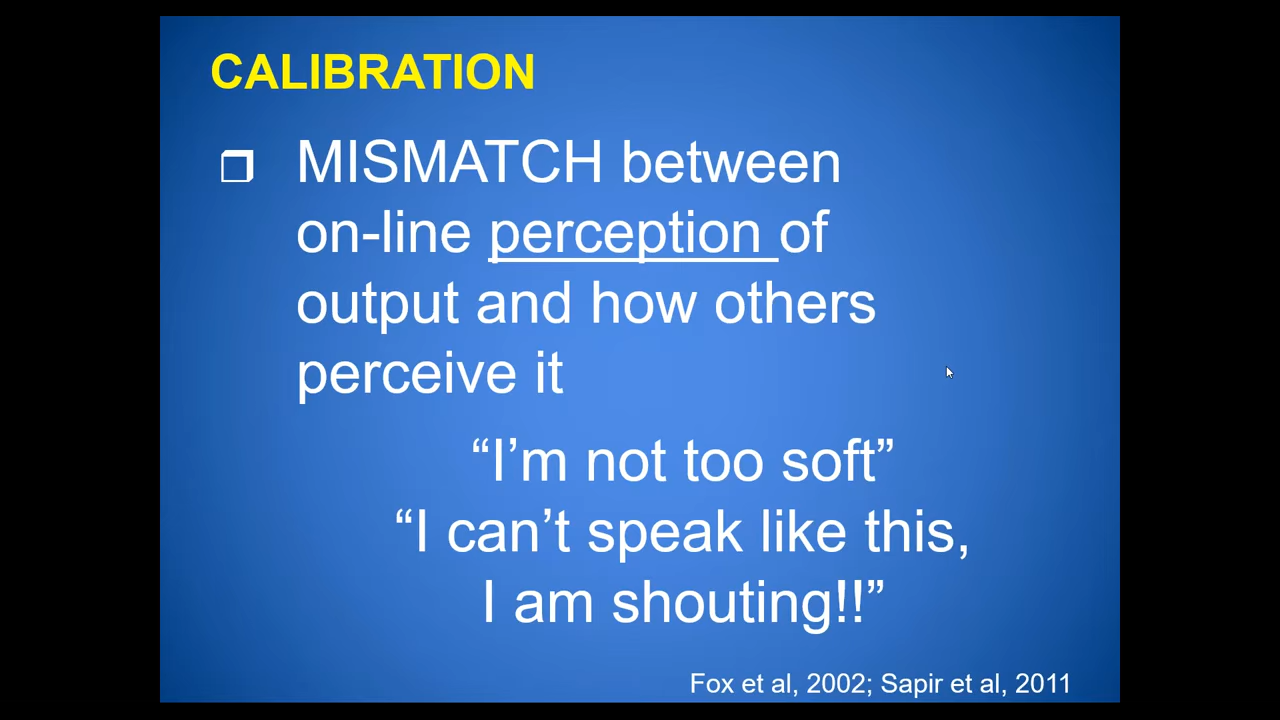 CALIBRATION
MISMATCH between
on-line perception of
output and how others
perceive it
“I’m not too soft”
“I can’t speak like this,
I am shouting!!”
Fox et al, 2002; Sapir et al, 2011